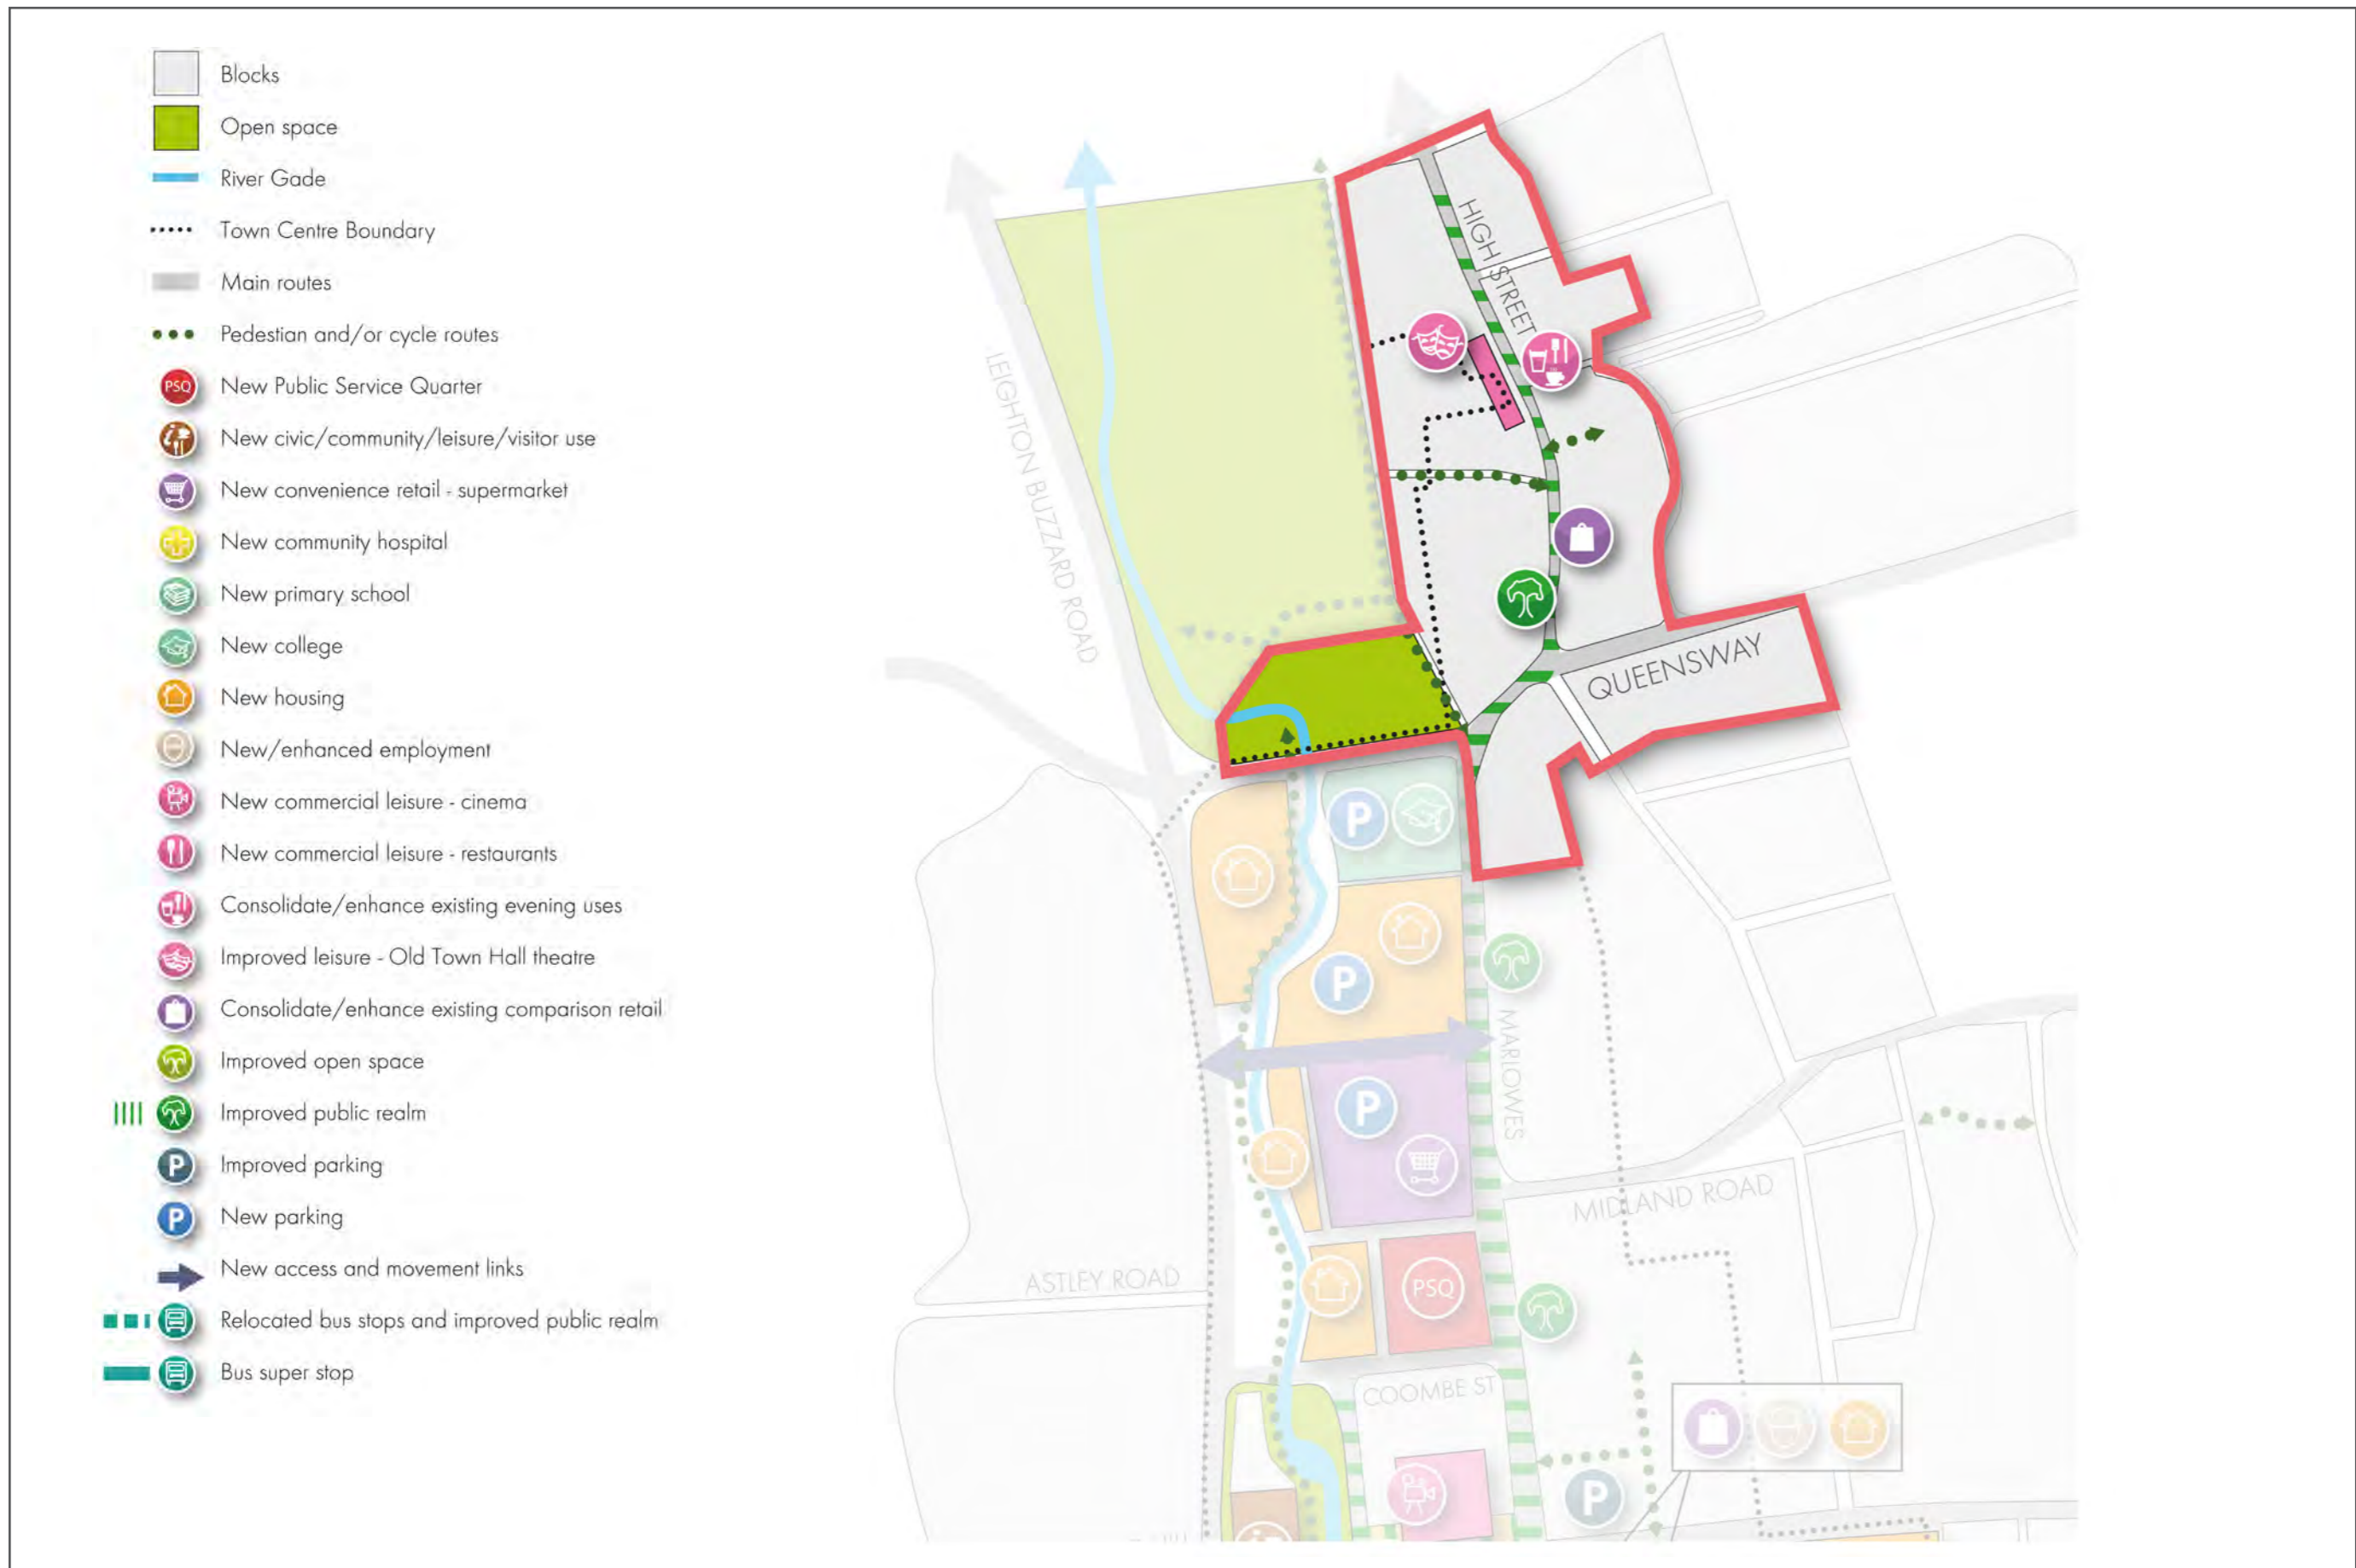 Blocks
Open space
River Gade
Town Centre Boundary
Main routes
Pedestian and/or cycle routes
PSQ
New Public Service Quarter
New civic/community/leisure/visitor use
New convenience retail - supermarket
New community hospital
New primary school
New college
New housing
New/enhanced employment
New commercial leisure - cinema
New commercial leisure - restaurants
Consolidate/enhance existing evening uses
Improved leisure - Old Town Hall theatre
Consolidate/enhance existing comparison retail
Improved open space
Improved public realm
P
Improved parking
P
New parking
New access and movement links
Relocated bus stops and improved public realm
Bus super stop
HIGH STREET
LEIGHTON BUZZARD ROAD
QUEENSWAY
P
P
MARLOWES
P
MIDLAND ROAD
ASTLEY ROAD
PSQ
COOMBE ST
P